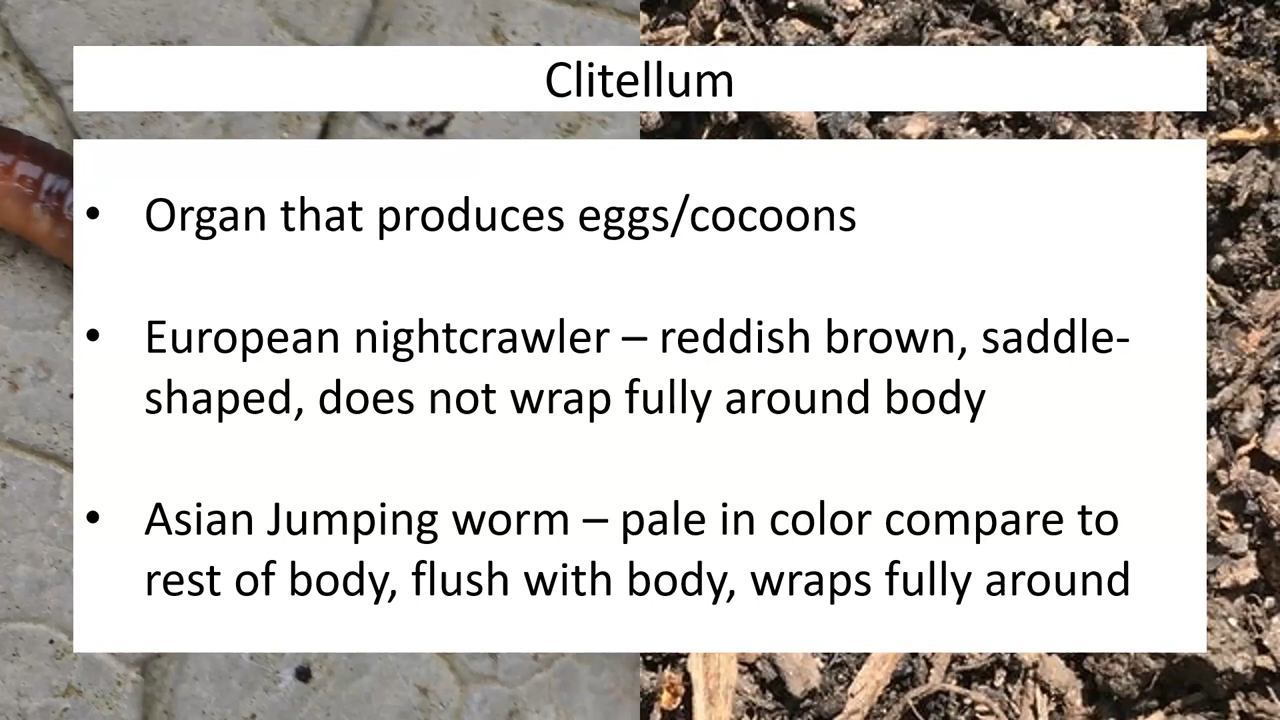 Clitellum
• Organ that produces eggs/cocoons
• European nightcrawler – reddish brown, saddle-
shaped, does not wrap fully around body
• Asian Jumping worm – pale in color compare to
rest of body, flush with body, wraps fully around